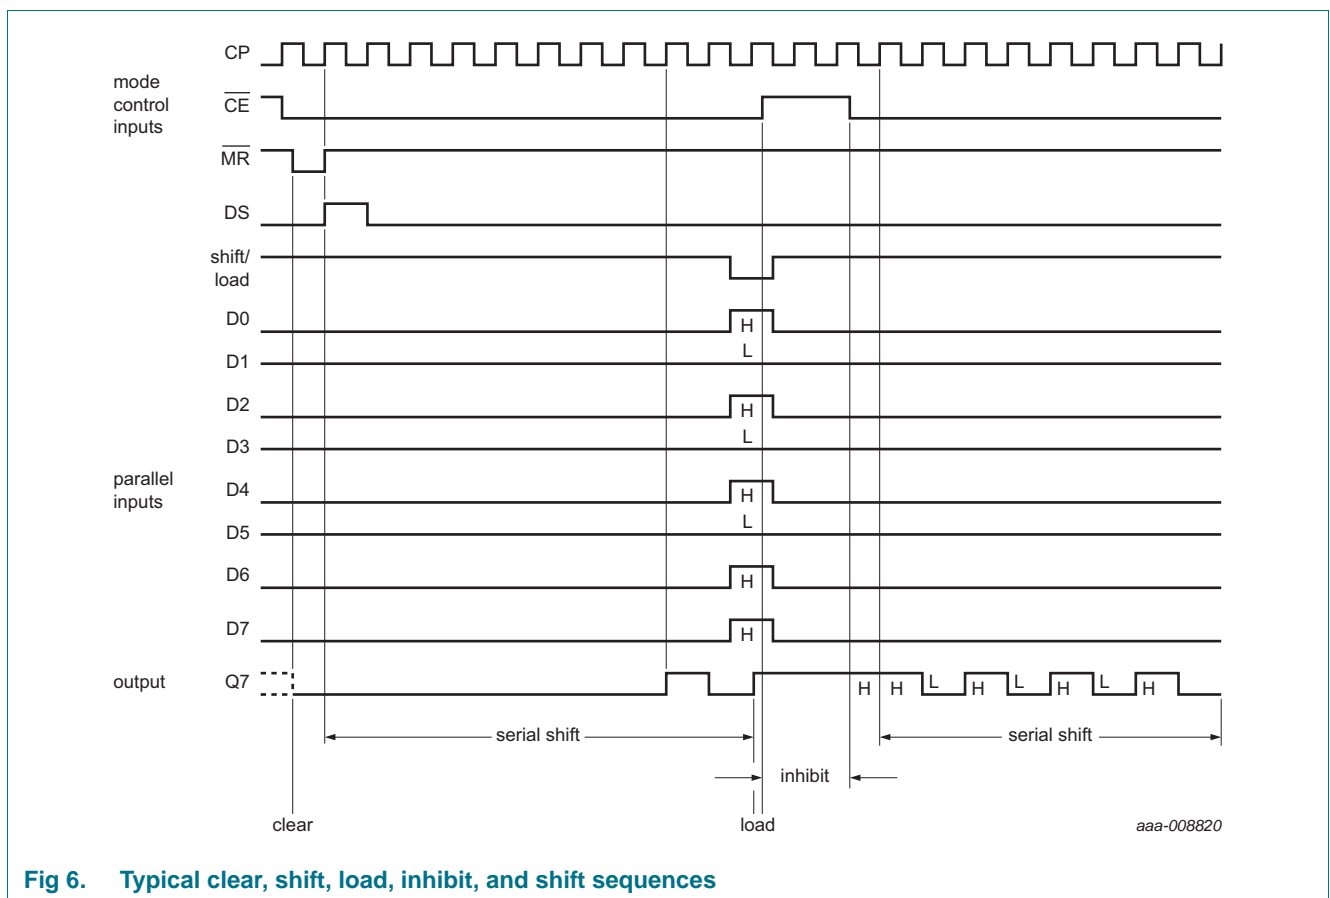 CP
mode
control
inputs
CE
MR
DS
shift/
load
D0
H
L
D1
D2
H
L
D3
parallel
inputs
D4
H
L
D5
D6
H
D7
H
output
Q7
H H L H L H L H
serial shift
serial shift
inhibit
clear
load
aaa-008820
Fig 6. Typical clear, shift, load, inhibit, and shift sequences